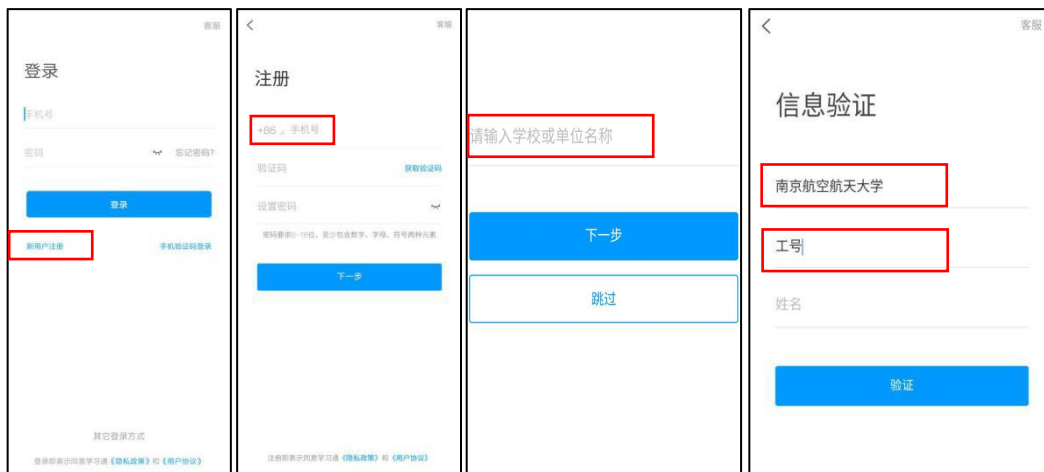 客服
登录
手机号
密码
忘记密码?
登录
新用户注册
手机验证码登录
其它登录方式
登录即表示同意学习通《隐私政策》和《用户协议》
客服
注册
+86 手机号
验证码
获取验证码
设置密码
密码要求6-16位，至少包含数字、字母、符号两种元素
下一步
注册即表示同意学习通《隐私政策》和《用户协议》
请输入学校或单位名称
下一步
跳过
客服
信息验证
南京航空航天大学
工号
姓名
验证